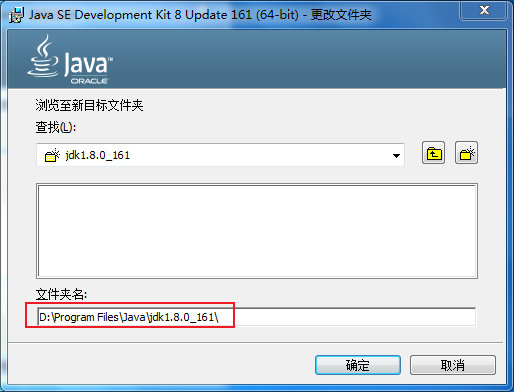 Java SE Development Kit 8 Update 161 (64-bit) - 更改文件夹
Java™
ORACLE
浏览至新目标文件夹
查找(L):
jdk1.8.0_161
文件夹名:
D:\Program Files\Java\jdk1.8.0_161\
确定
取消